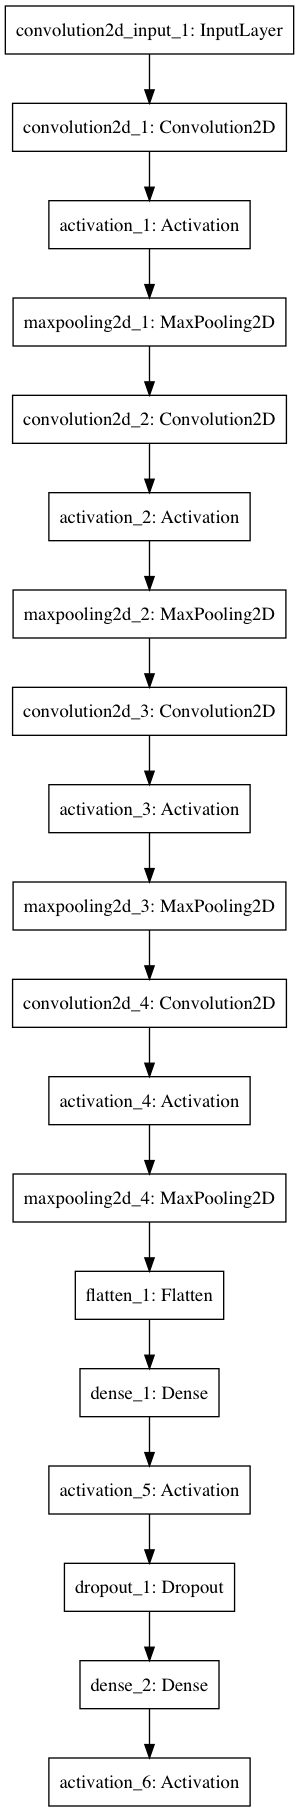 convolution2d_input_1: InputLayer
convolution2d_1: Convolution2D
activation_1: Activation
maxpooling2d_1: MaxPooling2D
convolution2d_2: Convolution2D
activation_2: Activation
maxpooling2d_2: MaxPooling2D
convolution2d_3: Convolution2D
activation_3: Activation
maxpooling2d_3: MaxPooling2D
convolution2d_4: Convolution2D
activation_4: Activation
maxpooling2d_4: MaxPooling2D
flatten_1: Flatten
dense_1: Dense
activation_5: Activation
dropout_1: Dropout
dense_2: Dense
activation_6: Activation